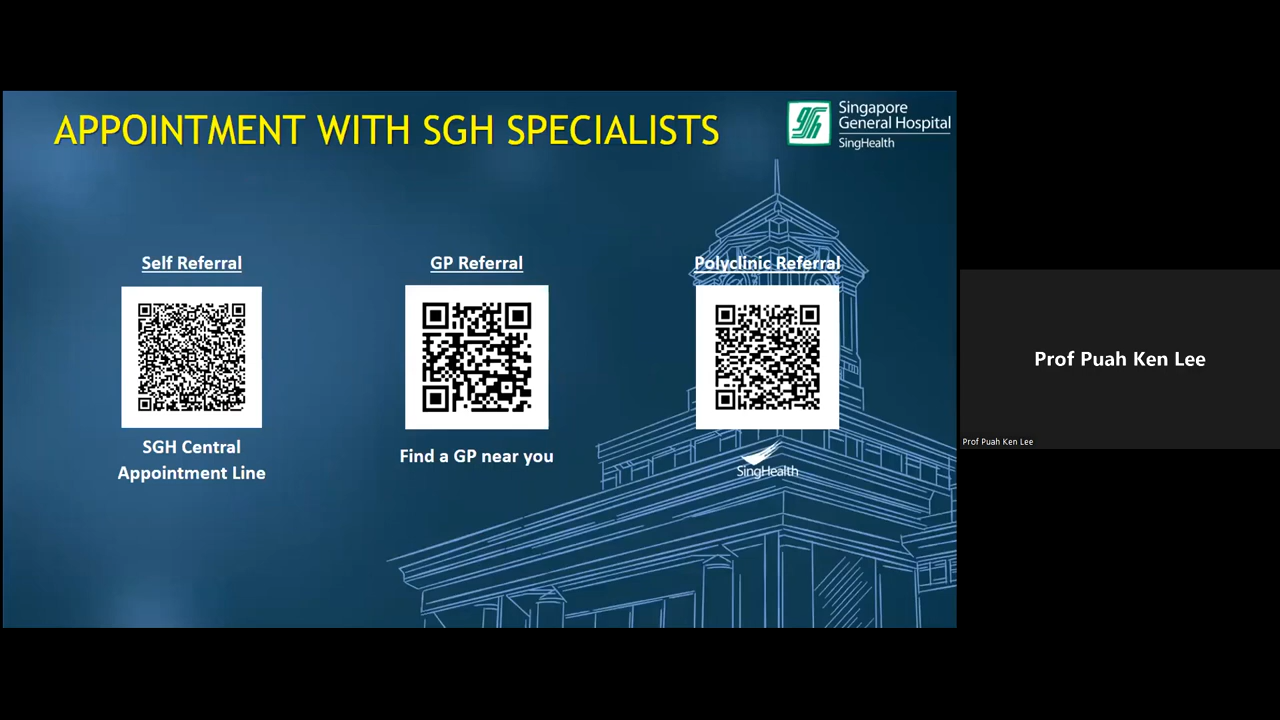 APPOINTMENT WITH SGH SPECIALISTS
Singapore
General Hospital
SingHealth
Self Referral
GP Referral
Polyclinic Referral
SGH Central
Appointment Line
Find a GP near you
SingHealth
Prof Puah Ken Lee
Prof Puah Ken Lee